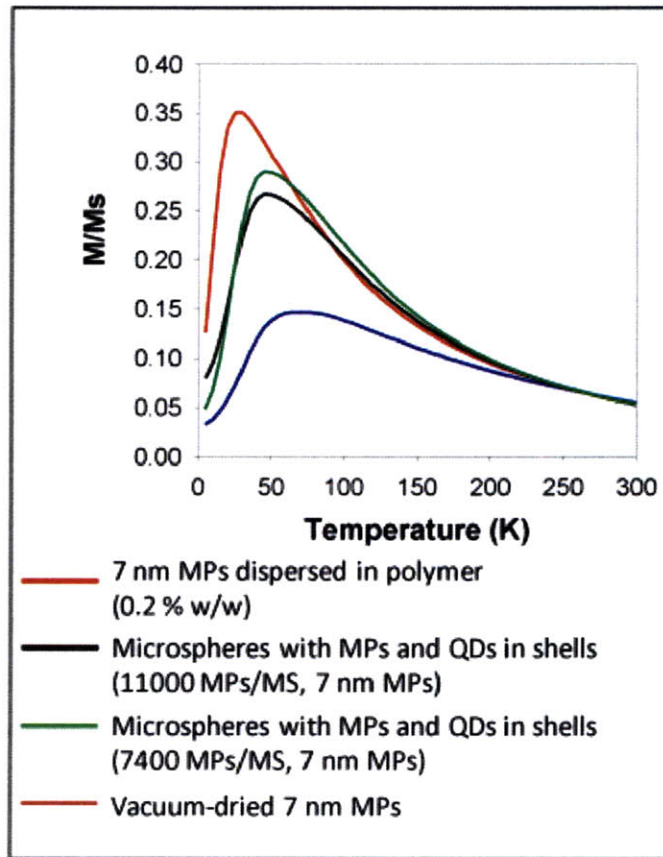 0.40
0.35
0.30
0.25
0.20
0.15
0.10
0.05
0.00
M/Ms
0 50 100 150 200 250 300
Temperature (K)
7 nm MPs dispersed in polymer
(0.2 % w/w)
Microspheres with MPs and QDs in shells
(11000 MPs/MS, 7 nm MPs)
Microspheres with MPs and QDs in shells
(7400 MPs/MS, 7 nm MPs)
Vacuum-dried 7 nm MPs